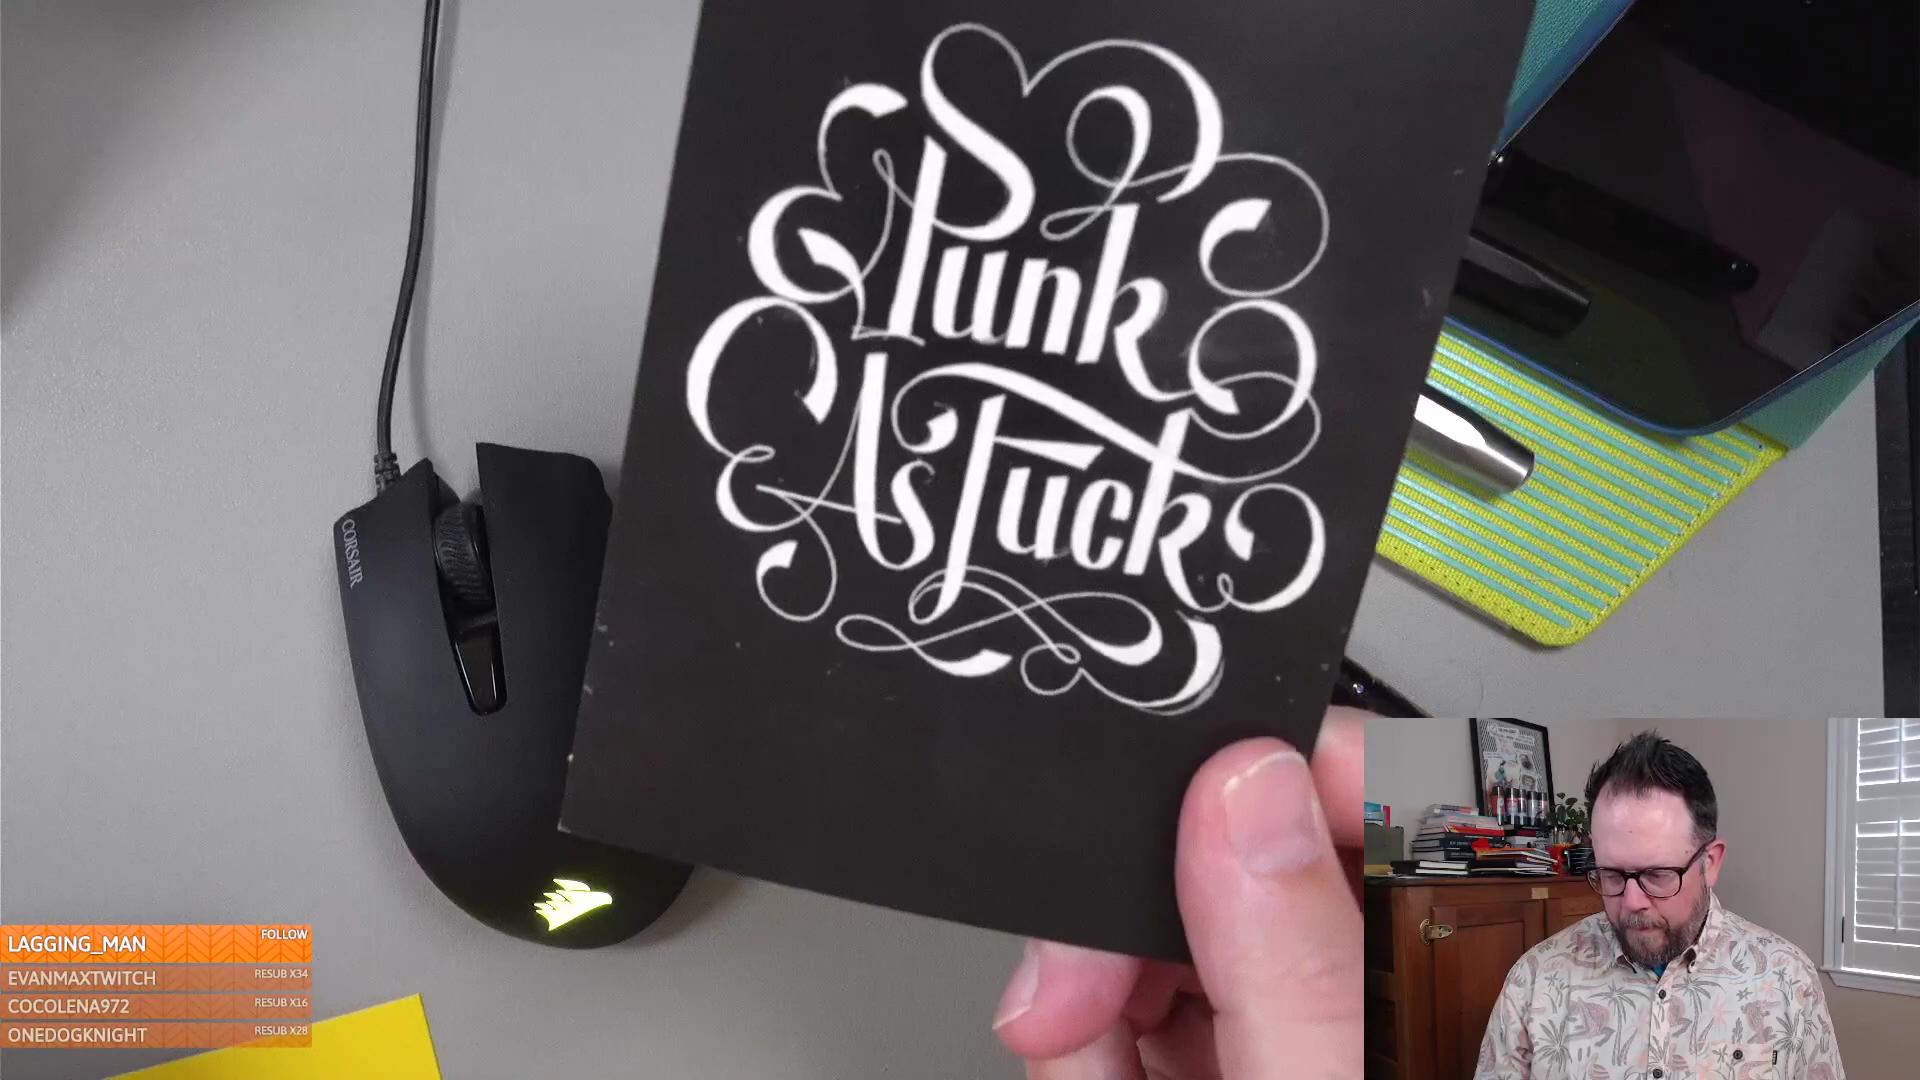 Punk
As Fuck
CORSAIR
LAGGING_MAN FOLLOW
EVANMAXTWITCH RESUB X34
COCOLENA972 RESUB X16
ONEDOGKNIGHT RESUB X28